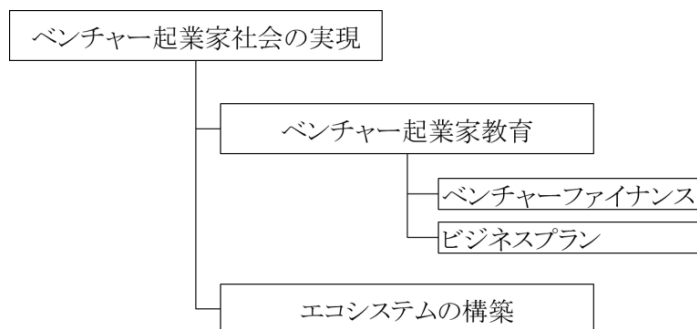 ベンチャー起業家社会の実現
ベンチャー起業家教育
ベンチャーファイナンス
ビジネスプラン
エコシステムの構築